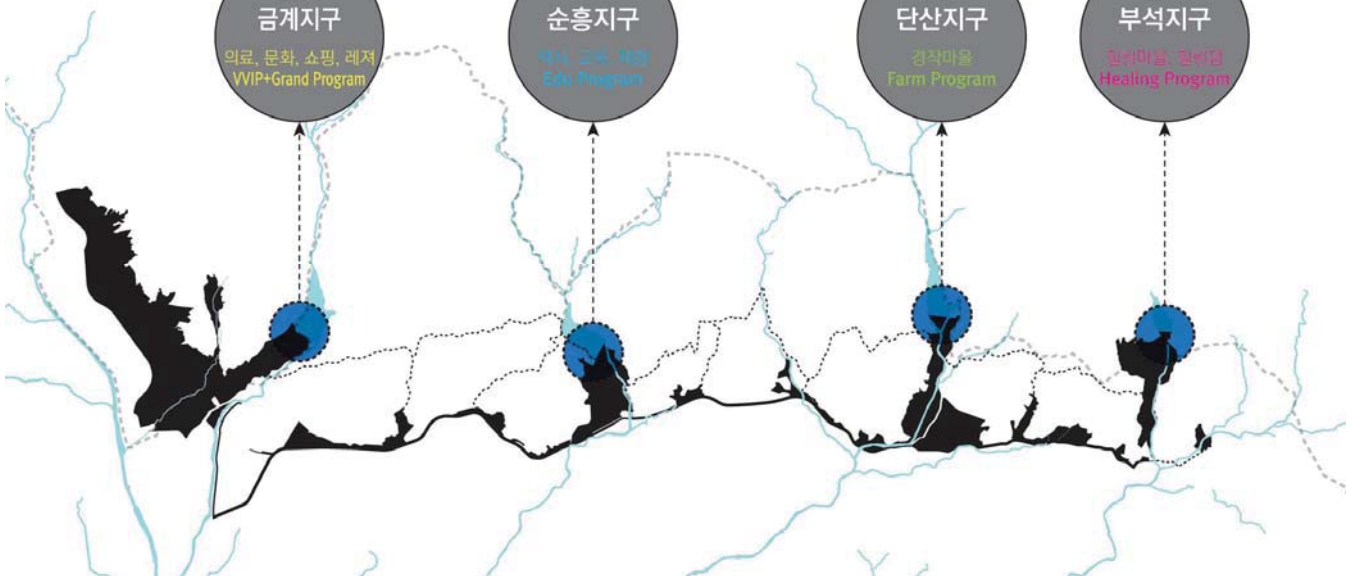 금계지구
의료, 문화, 쇼핑, 레져
VVIP+Grand Program
순흥지구
Edu Program
단산지구
경작마을
Farm Program
부석지구
Healing Program